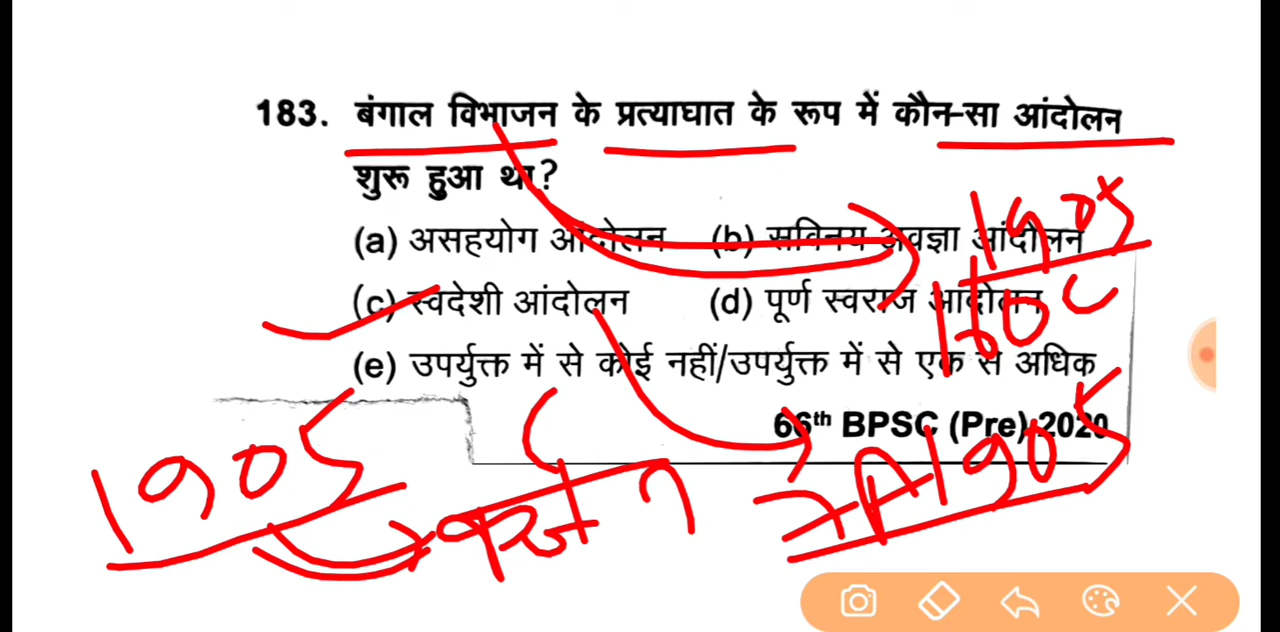 183. बंगाल विभाजन के प्रत्याघात के रूप में कौन-सा आंदोलन
शुरू हुआ था?
(a) असहयोग आंदोलन (b) सविनय अवज्ञा आंदोलन
(c) स्वदेशी आंदोलन (d) पूर्ण स्वराज आंदोलन
(e) उपर्युक्त में से कोई नहीं/उपर्युक्त में से एक से अधिक
66th BPSC (Pre) 2020
1905
1905
1905